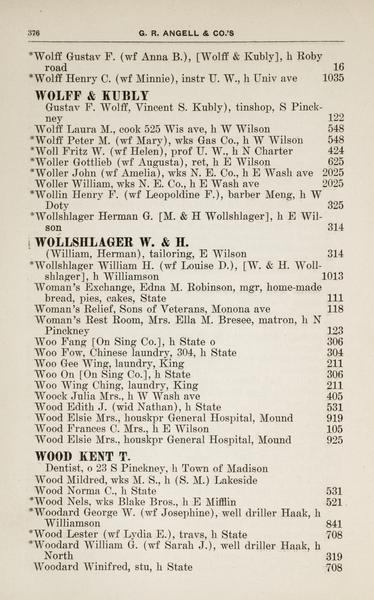 376 G. R. ANGELL & CO.'S
*Wolff Gustav F. (wf Anna B.), [Wolff & Kubly], h Roby
road 16
*Wolff Henry C. (wf Minnie), instr U. W., h Univ ave 1035
WOLFF & KUBLY
Gustav F. Wolff, Vincent S. Kubly), tinshop, S Pinck-
ney 122
Wolff Laura M., cook 525 Wis ave, h W Wilson 548
*Wolff Peter M. (wf Mary), wks Gas Co., h W Wilson 548
*Woll Fritz W. (wf Helen), prof U. W., h N Charter 424
*Woller Gottlieb (wf Augusta), ret, h E Wilson 625
*Woller John (wf Amelia), wks N. E. Co., h E Wash ave 2025
Woller William, wks N. E. Co., h E Wash ave 2025
*Wollin Henry F. (wf Leopoldine F.), barber Meng, h W
Doty 325
*Wollshlager Herman G. [M. & H Wollshlager], h E Wil-
son 314
WOLLSHLAGER W. & H.
(William, Herman), tailoring, E Wilson 314
*Wollshlager William H. (wf Louise D.), [W. & H. Woll-
shlager], h Williamson 1013
Woman's Exchange, Edna M. Robinson, mgr, home-made
bread, pies, cakes, State 111
Woman's Relief, Sons of Veterans, Monona ave 118
Woman's Rest Room, Mrs. Ella M. Bresee, matron, h N
Pinckney 123
Woo Fang [On Sing Co.], h State o 306
Woo Fow, Chinese laundry, 304, h State 304
Woo Gee Wing, laundry, King 211
Woo On [On Sing Co.], h State 306
Woo Wing Ching, laundry, King 211
Woock Julia Mrs., h W Wash ave 405
Wood Edith J. (wid Nathan), h State 531
Wood Elsie Mrs., houskpr General Hospital, Mound 919
Wood Frances C. Mrs., h E Wilson 105
Wood Elsie Mrs., houskpr General Hospital, Mound 925
WOOD KENT T.
Dentist, o 23 S Pinckney, h Town of Madison
Wood Mildred, wks M. S., h (S. M.) Lakeside
Wood Norma C., h State 531
*Wood Nels, wks Blake Bros., h E Mifflin 521
*Woodard George W. (wf Josephine), well driller Haak, h
Williamson 841
*Wood Lester (wf Lydia E.), travs, h State 708
*Woodard William G. (wf Sarah J.), well driller Haak, h
North 319
Woodard Winifred, stu, h State 708